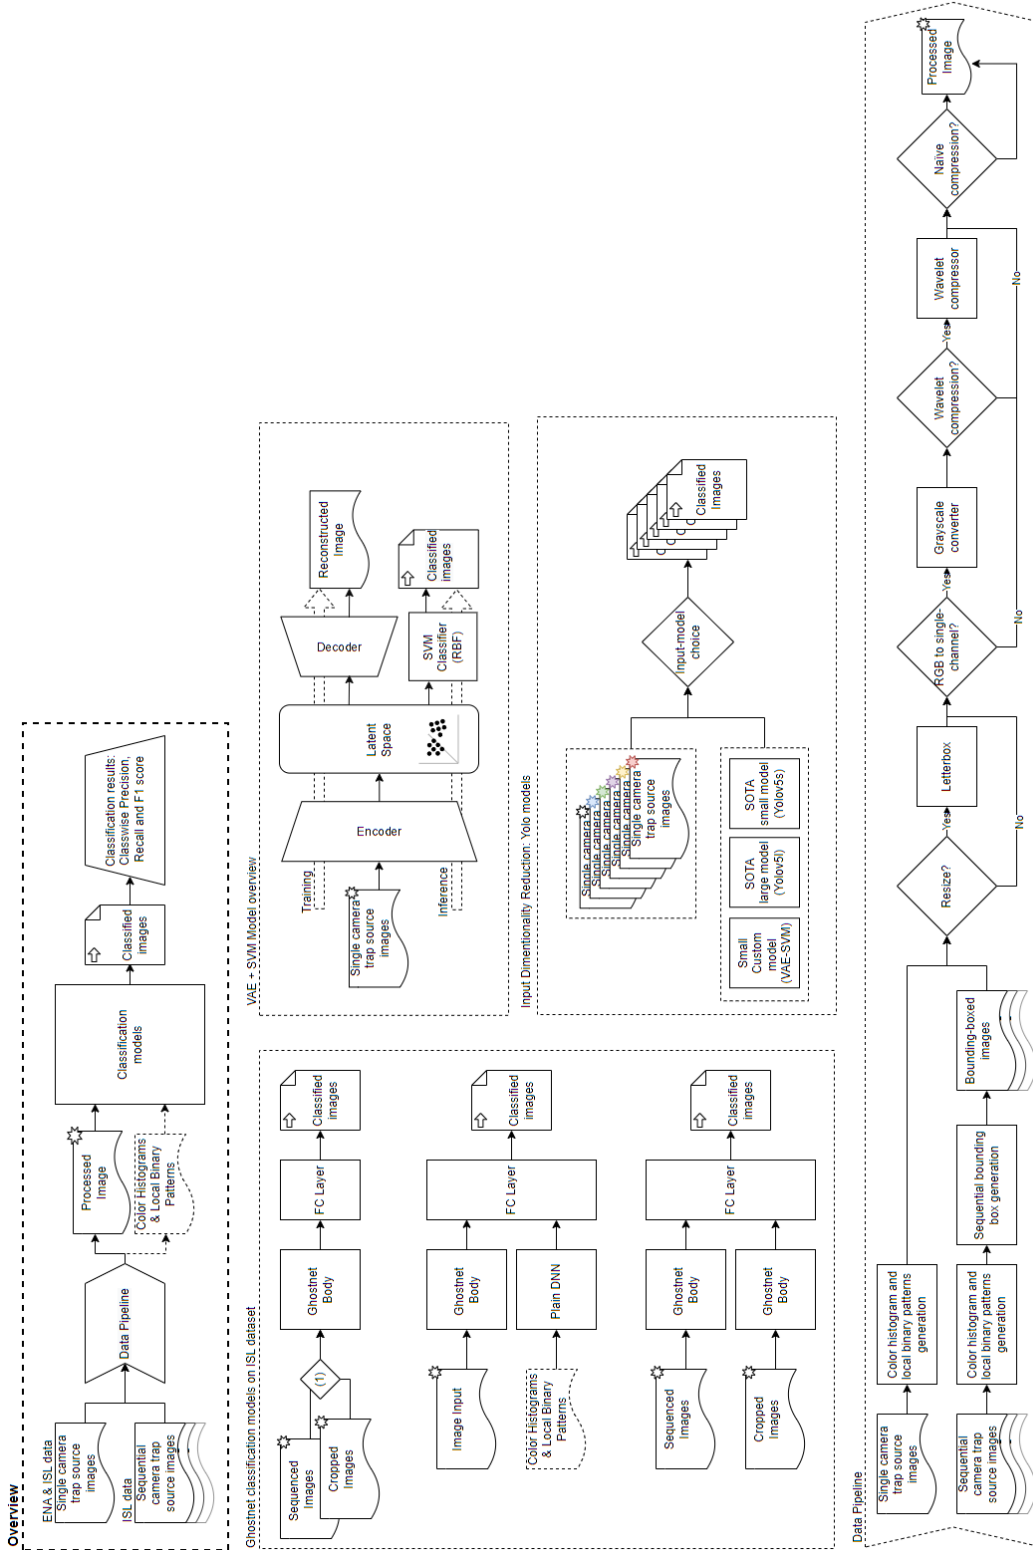 Overview
ENA & ISL data
Single camera
trap source
images
ISL data
Sequential
camera trap
source images
Data Pipeline
Processed
Image
Color Histograms
& Local Binary
Patterns
Classification
models
Classified
images
Classification results:
Classwise Precision,
Recall and F1 score
Ghostnet classification models on ISL dataset
Sequenced
Images
Cropped
Images
(1)
Ghostnet
Body
FC Layer
Classified
images
Image Input
Color Histograms
& Local Binary
Patterns
Ghostnet
Body
Plain DNN
FC Layer
Classified
images
Sequenced
Images
Cropped
Images
Ghostnet
Body
Ghostnet
Body
FC Layer
Classified
images
VAE + SVM Model overview
Single camera
trap source
images
Training
Inference
Encoder
Latent
Space
Decoder
SVM
Classifier
(RBF)
Reconstructed
Image
Classified
images
Input Dimentionality Reduction: Yolo models
Single camera
Single camera
Single camera
Single camera
Single camera
trap source
images
Small
Custom
model
(VAE-SVM)
SOTA
large model
(Yolov5l)
SOTA
small model
(Yolov5s)
Input-model
choice
Classified
Images
Data Pipeline
Single camera
trap source
images
Sequential
camera trap
source images
Color histogram and
local binary patterns
generation
Color histogram and
local binary patterns
generation
Sequential bounding
box generation
Bounding-boxed
images
Resize?
Yes
No
Letterbox
RGB to single-
channel?
Yes
No
Grayscale
converter
Wavelet
compression?
Yes
No
Wavelet
compressor
Naïve
compression?
Processed
Image